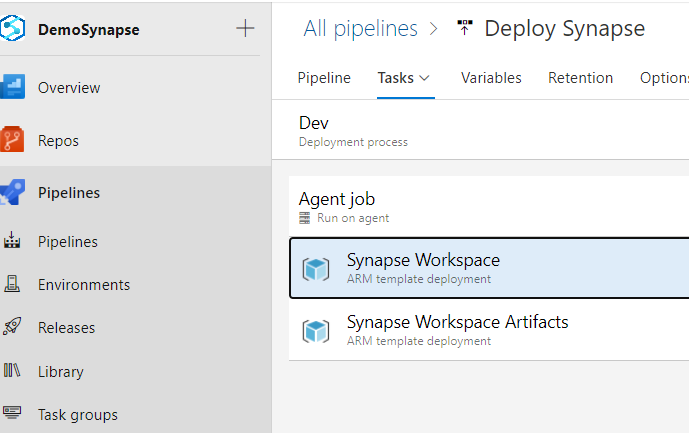 DemoSynapse
Overview
Repos
Pipelines
Pipelines
Environments
Releases
Library
Task groups
All pipelines > Deploy Synapse
Pipeline Tasks Variables Retention Options
Dev
Deployment process
Agent job
Run on agent
Synapse Workspace
ARM template deployment
Synapse Workspace Artifacts
ARM template deployment